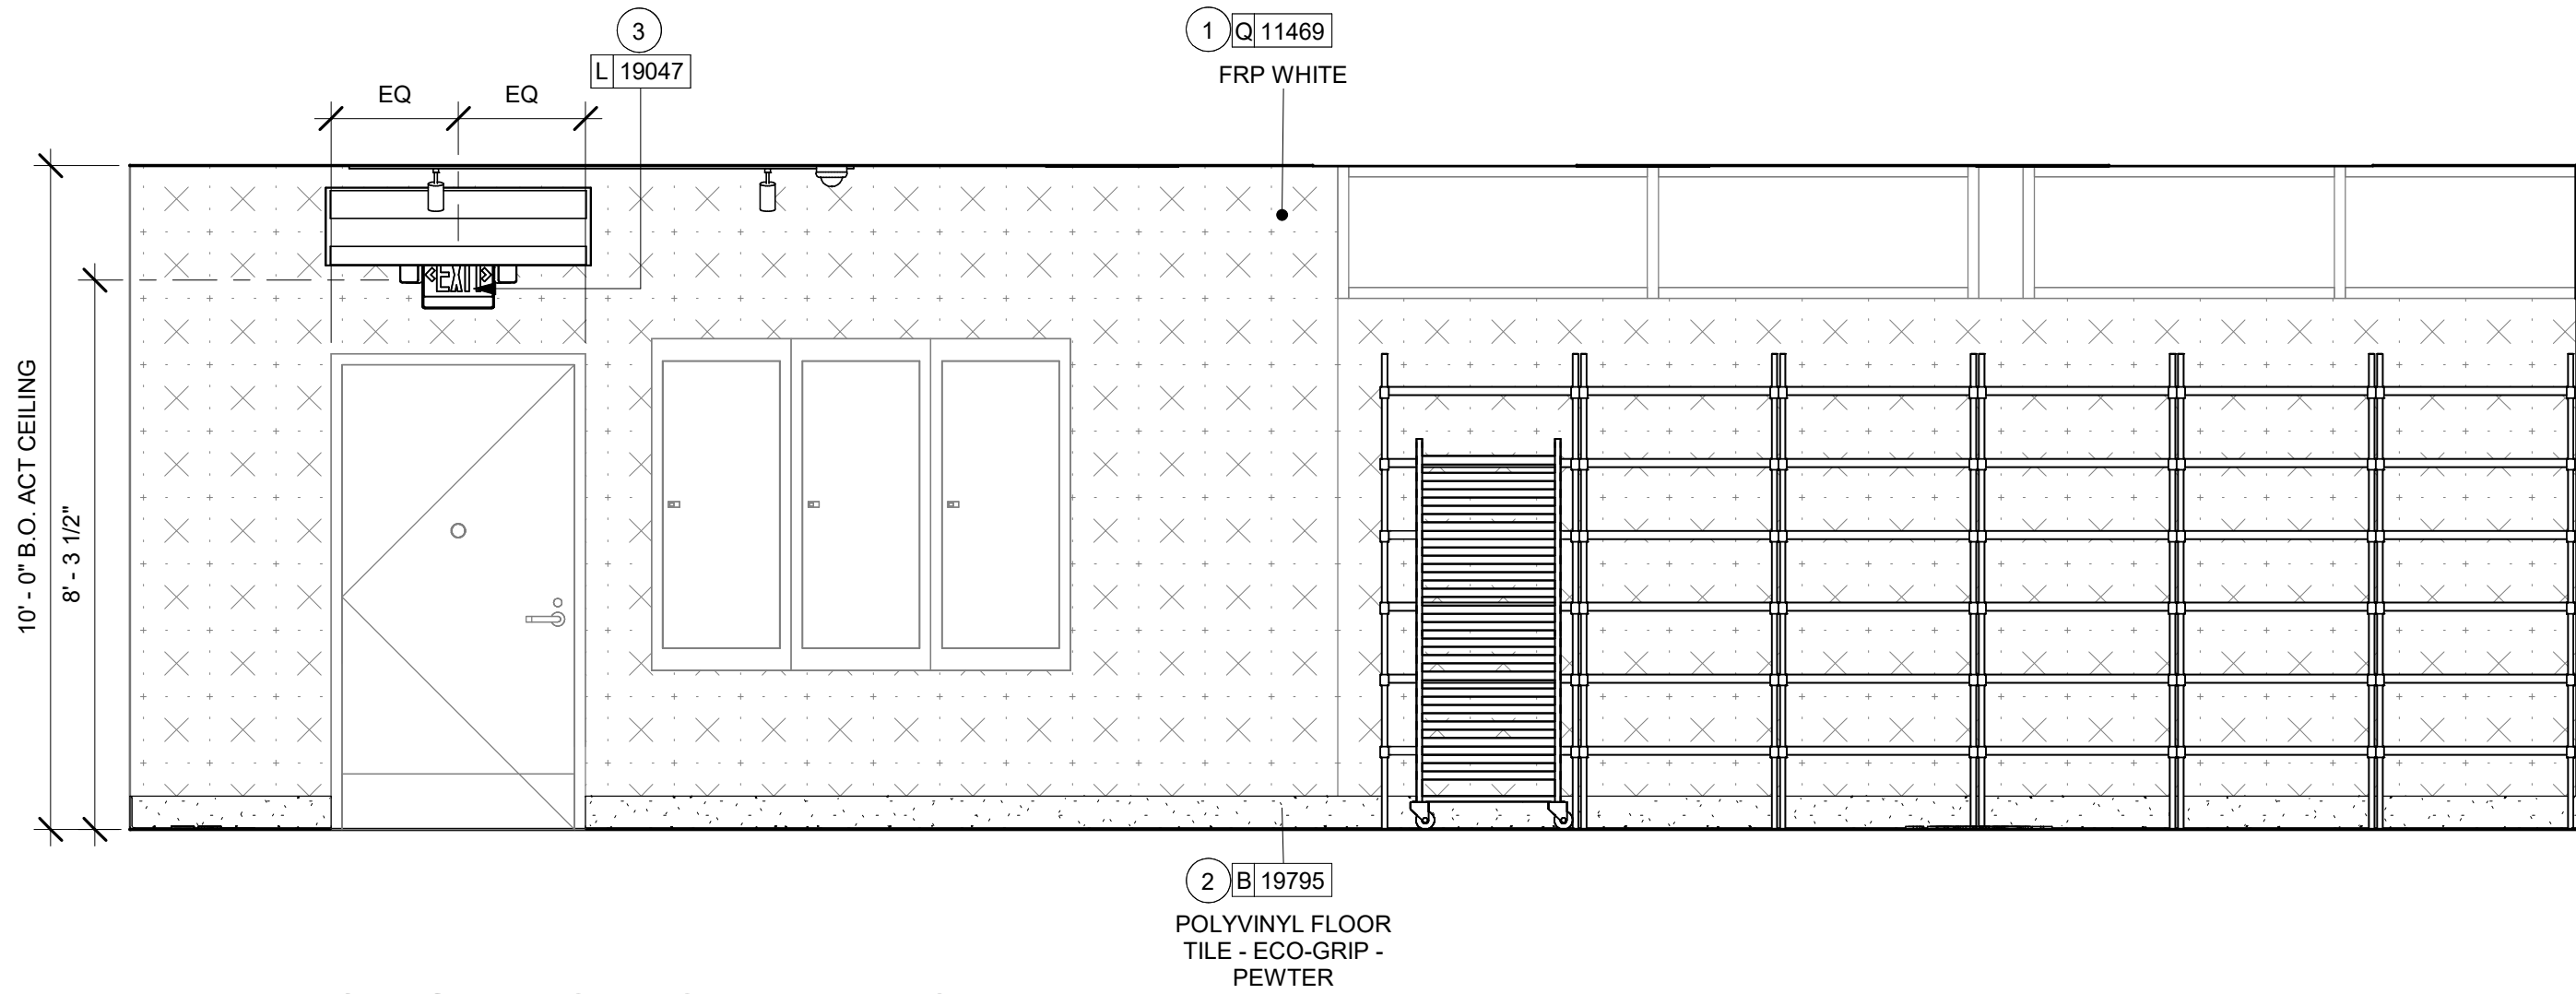 3
L 19047
1 Q 11469
FRP WHITE
EQ EQ
EXIT
10' - 0" B.O. ACT CEILING
8' - 3 1/2"
2 B 19795
POLYVINYL FLOOR
TILE - ECO-GRIP -
PEWTER